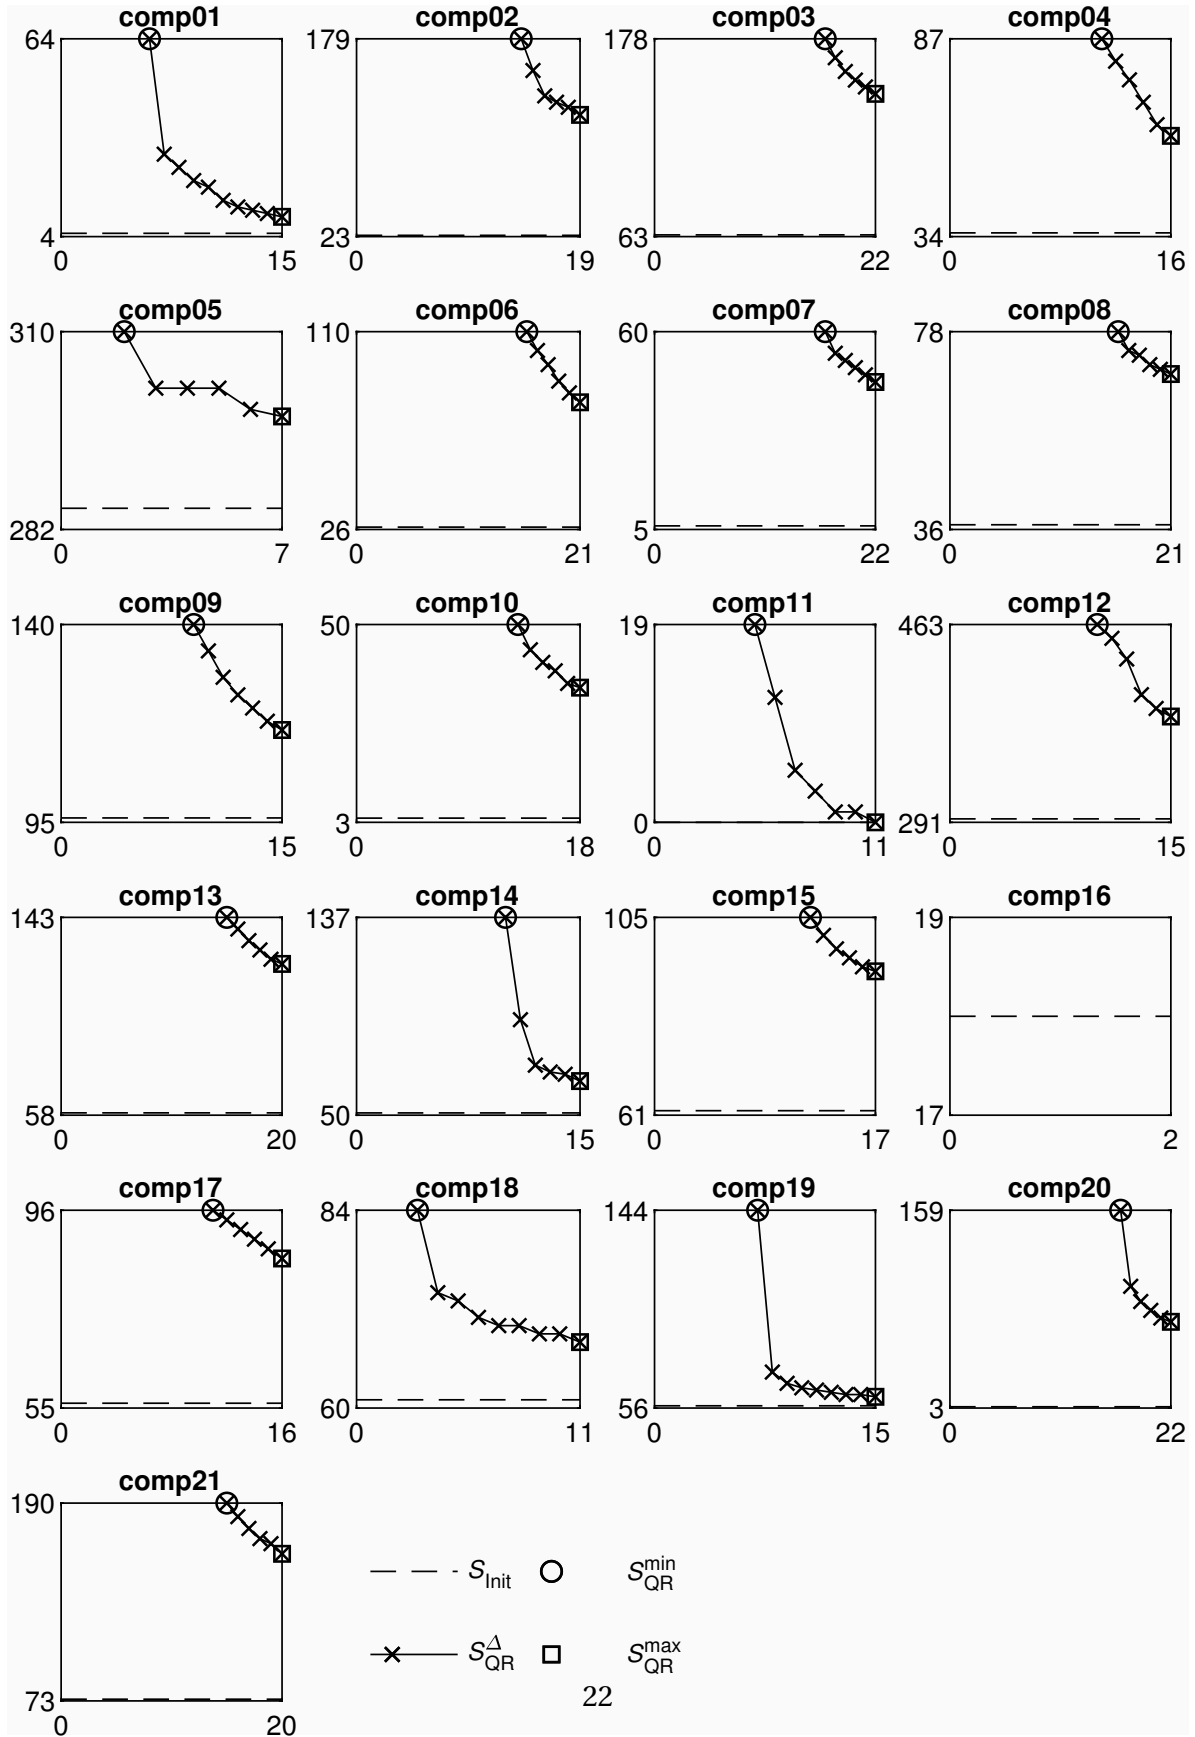 comp01 comp02 comp03 comp04
64 179 178 87
4 23 63 34
0 15 0 19 0 22 0 16
comp05 comp06 comp07 comp08
310 110 60 78
282 26 5 36
0 7 0 21 0 22 0 21
comp09 comp10 comp11 comp12
140 50 19 463
95 3 0 291
0 15 0 18 0 11 0 15
comp13 comp14 comp15 comp16
143 137 105 19
58 50 61 17
0 20 0 15 0 17 0 2
comp17 comp18 comp19 comp20
96 84 144 159
55 60 56 3
0 16 0 11 0 15 0 22
comp21
190
73
0 20
S_Init S_QR^min
S_QR^Δ S_QR^max
22